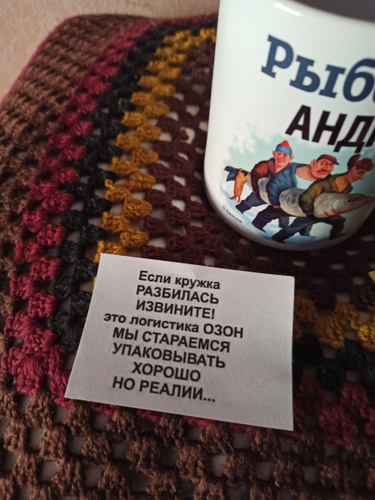 Рыб
АНД
Если кружка
РАЗБИЛАСЬ
ИЗВИНИТЕ!
это логистика ОЗОН
МЫ СТАРАЕМСЯ
УПАКОВЫВАТЬ
ХОРОШО
НО РЕАЛИИ...